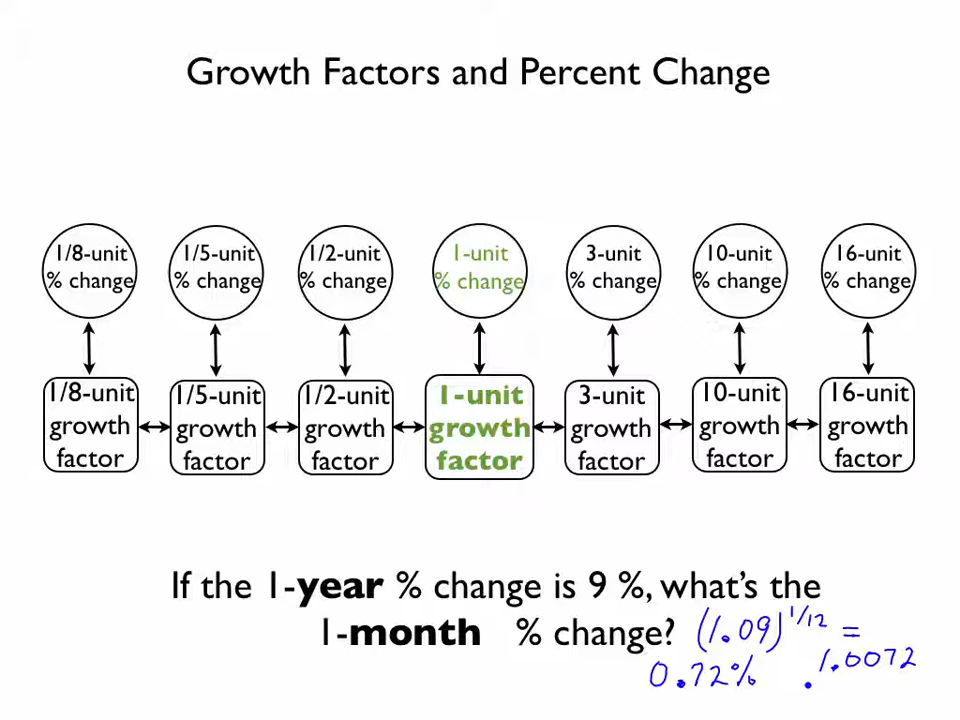 Growth Factors and Percent Change
1/8-unit
% change
1/5-unit
% change
1/2-unit
% change
1-unit
% change
3-unit
% change
10-unit
% change
16-unit
% change
1/8-unit
growth
factor
1/5-unit
growth
factor
1/2-unit
growth
factor
1-unit
growth
factor
3-unit
growth
factor
10-unit
growth
factor
16-unit
growth
factor
If the 1-year % change is 9 %, what's the
1-month % change? (1.09)^1/12 =
1.0072
0.72%